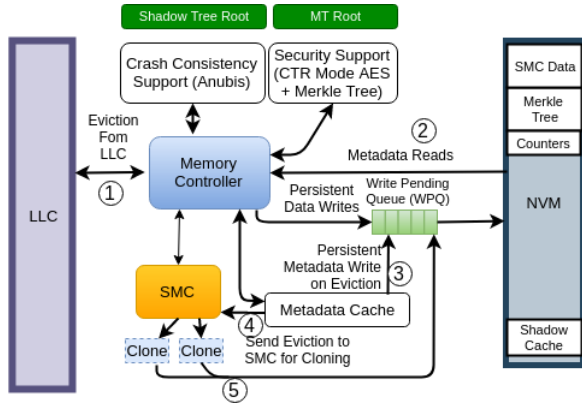 Shadow Tree Root
MT Root
Crash Consistency
Support (Anubis)
Security Support
(CTR Mode AES
+ Merkle Tree)
SMC Data
Merkle
Tree
Counters
Eviction
Fom
LLC
1
2
Metadata Reads
Memory
Controller
LLC
NVM
Persistent
Data Writes
Write Pending
Queue (WPQ)
Persistent
Metadata Write
on Eviction
3
SMC
4
Metadata Cache
Send Eviction to
SMC for Cloning
Clone
Clone
5
Shadow
Cache